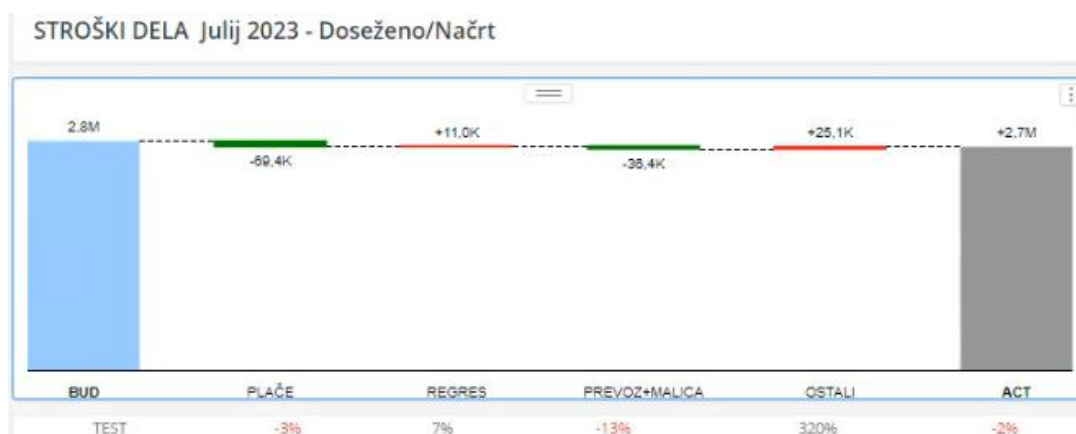 STROŠKI DELA Julij 2023 - Doseženo/Načrt
2.8M +11,0K +25,1K +2,7M
-69,4K -36,4K
BUD PLAČE REGRES PREVOZ+MALICA OSTALI ACT
TEST -3% 7% -13% 320% -2%